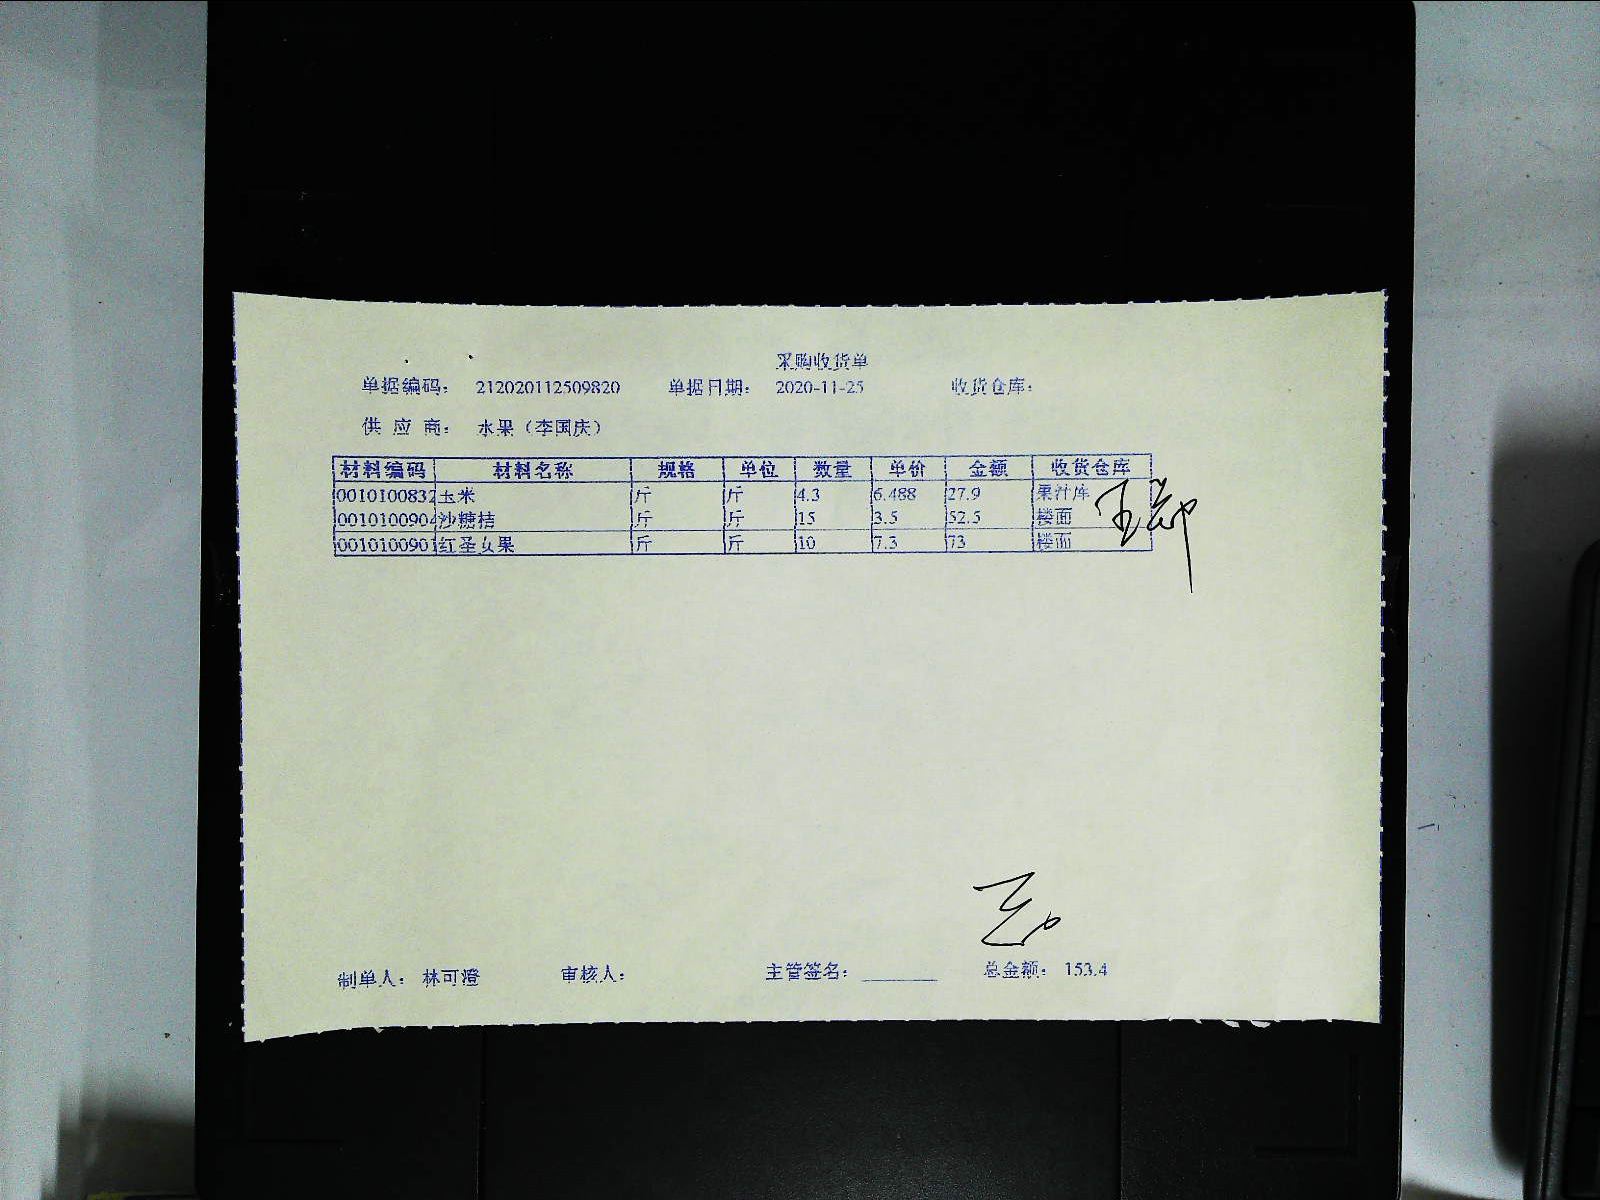 采购收货单
单据编码： 212020112509820 单据日期： 2020-11-25 收货仓库：
供 应 商： 水果（李国庆）
材料编码 材料名称 规格 单位 数量 单价 金额 收货仓库
0010100832 玉米 斤 斤 4.3 6.488 27.9 果汁库
001010090 沙糖桔 斤 斤 15 3.5 52.5 楼面
001010090 红圣女果 斤 斤 10 7.3 73 楼面
制单人： 林可澄 审核人： 主管签名： 总金额： 153.4